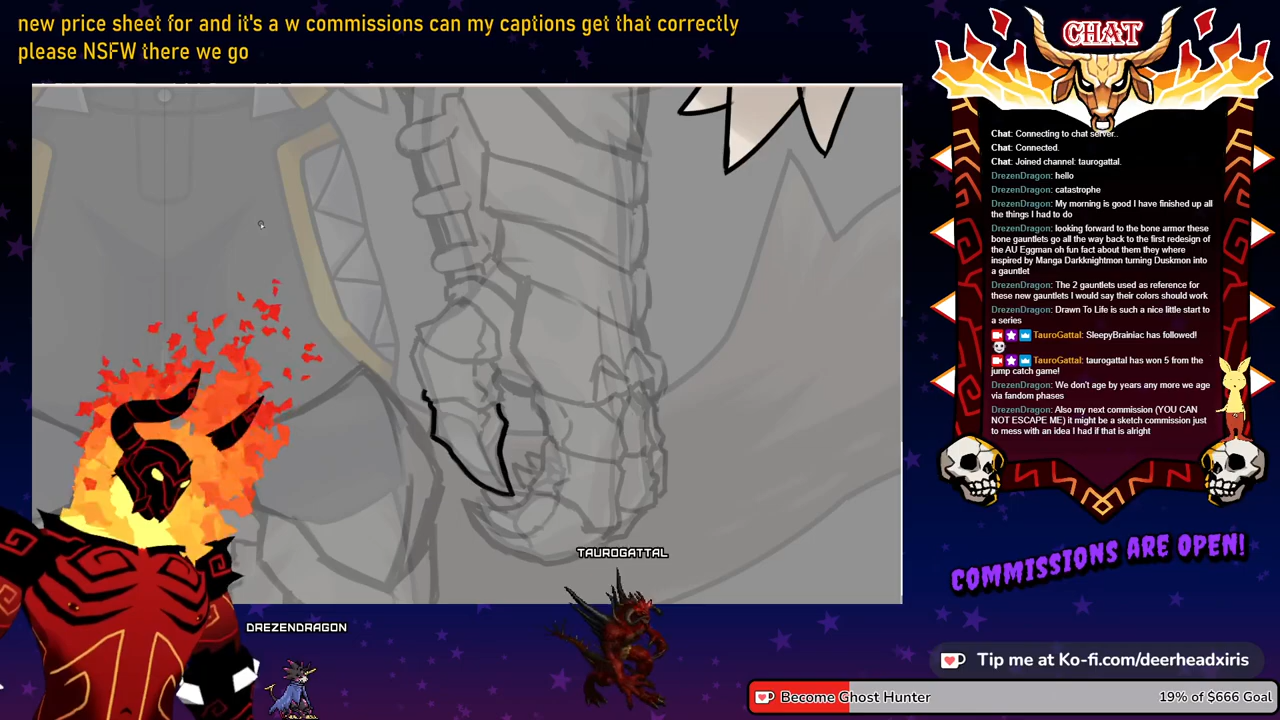 new price sheet for and it's a w commissions can my captions get that correctly
please NSFW there we go
CHAT
Chat: Connecting to chat server..
Chat: Connected.
Chat: Joined channel: taurogattal.
DrezenDragon: hello
DrezenDragon: catastrophe
DrezenDragon: My morning is good I have finished up all
the things I had to do
DrezenDragon: looking forward to the bone armor these
bone gauntlets go all the way back to the first redesign of
the AU Eggman oh fun fact about them they where
inspired by Manga Darkknightmon turning Duskmon into
a gauntlet
DrezenDragon: The 2 gauntlets used as reference for
these new gauntlets I would say their colors should work
DrezenDragon: Drawn To Life is such a nice little start to
a series
TauroGattal: SleepyBrainiac has followed!
TauroGattal: taurogattal has won 5 from the
jump catch game!
DrezenDragon: We don't age by years any more we age
via fandom phases
DrezenDragon: Also my next commission (YOU CAN
NOT ESCAPE ME) it might be a sketch commission just
to mess with an idea I had if that is alright
TAUROGATTAL
DREZENDRAGON
COMMISSIONS ARE OPEN!
Tip me at Ko-fi.com/deerheadxiris
Become Ghost Hunter
19% of $666 Goal